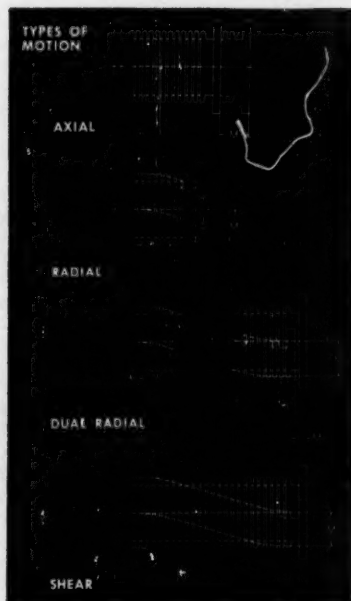 TYPES OF
MOTION
AXIAL
RADIAL
DUAL RADIAL
SHEAR